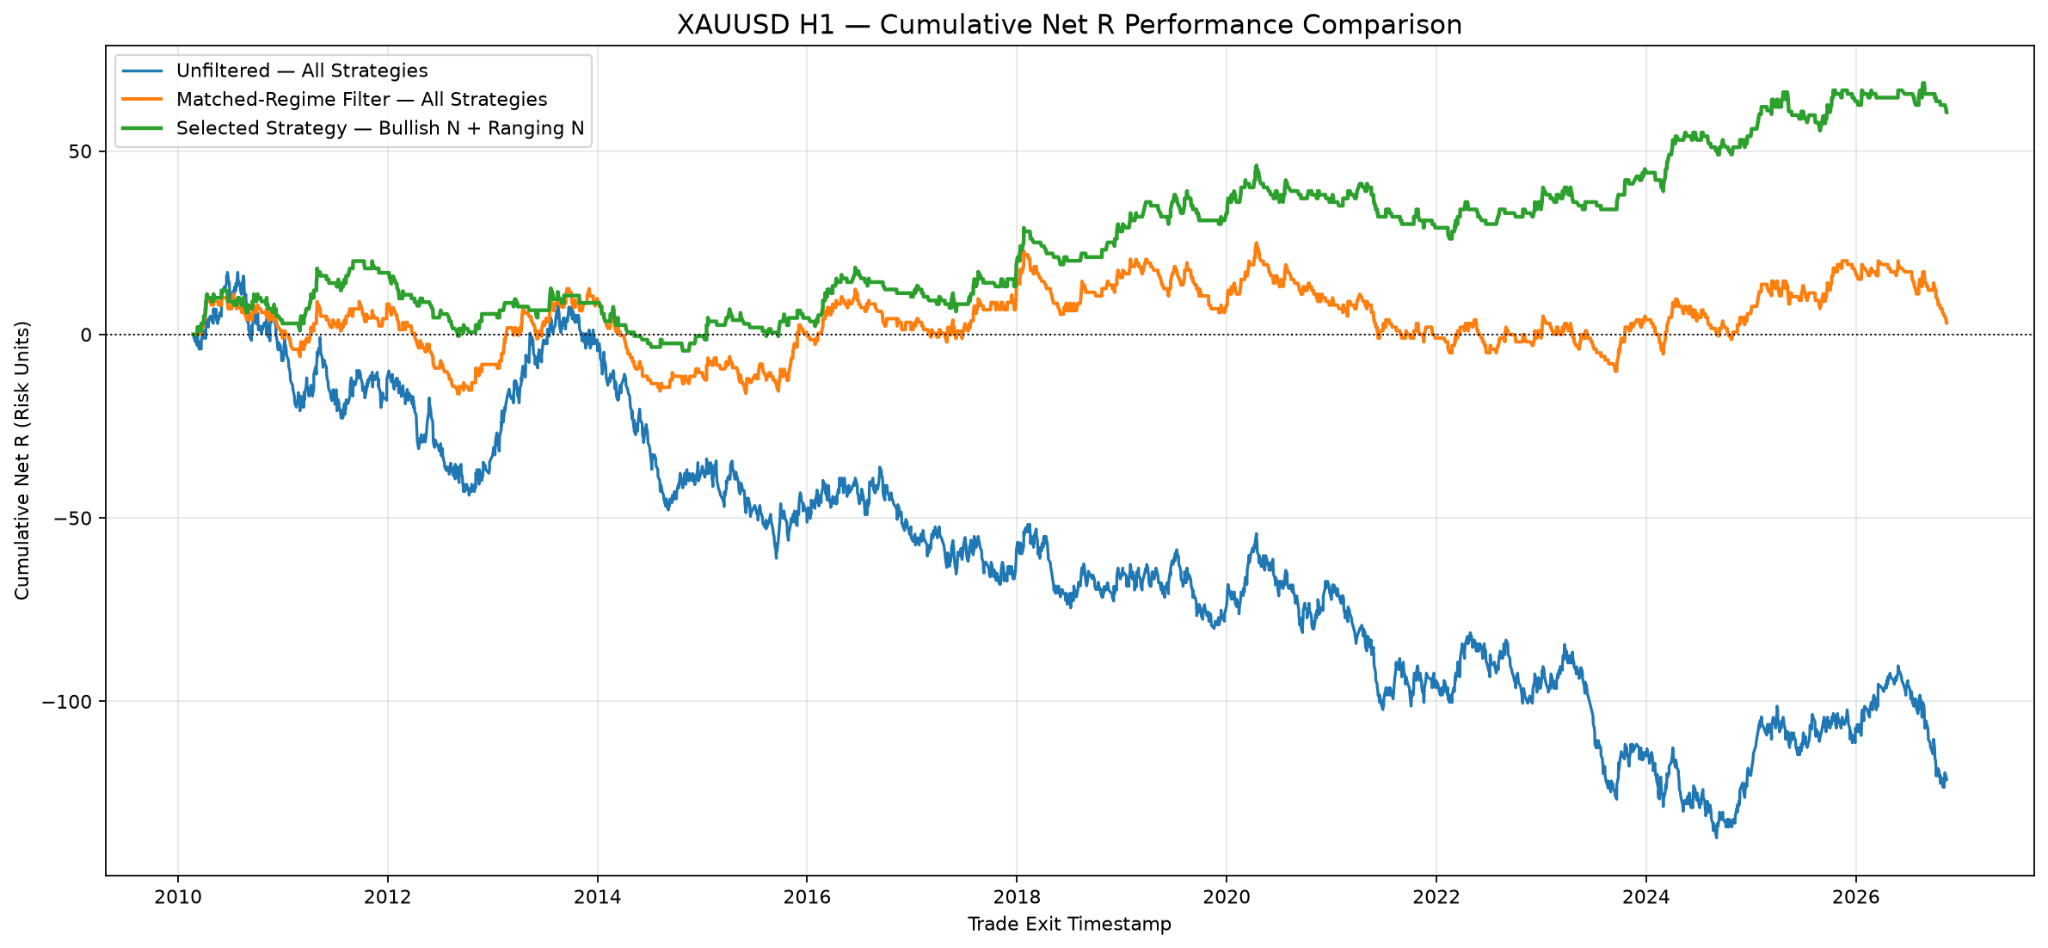 XAUUSD H1 — Cumulative Net R Performance Comparison
Unfiltered — All Strategies
Matched-Regime Filter — All Strategies
Selected Strategy — Bullish N + Ranging N
Cumulative Net R (Risk Units)
50
0
−50
−100
2010 2012 2014 2016 2018 2020 2022 2024 2026
Trade Exit Timestamp